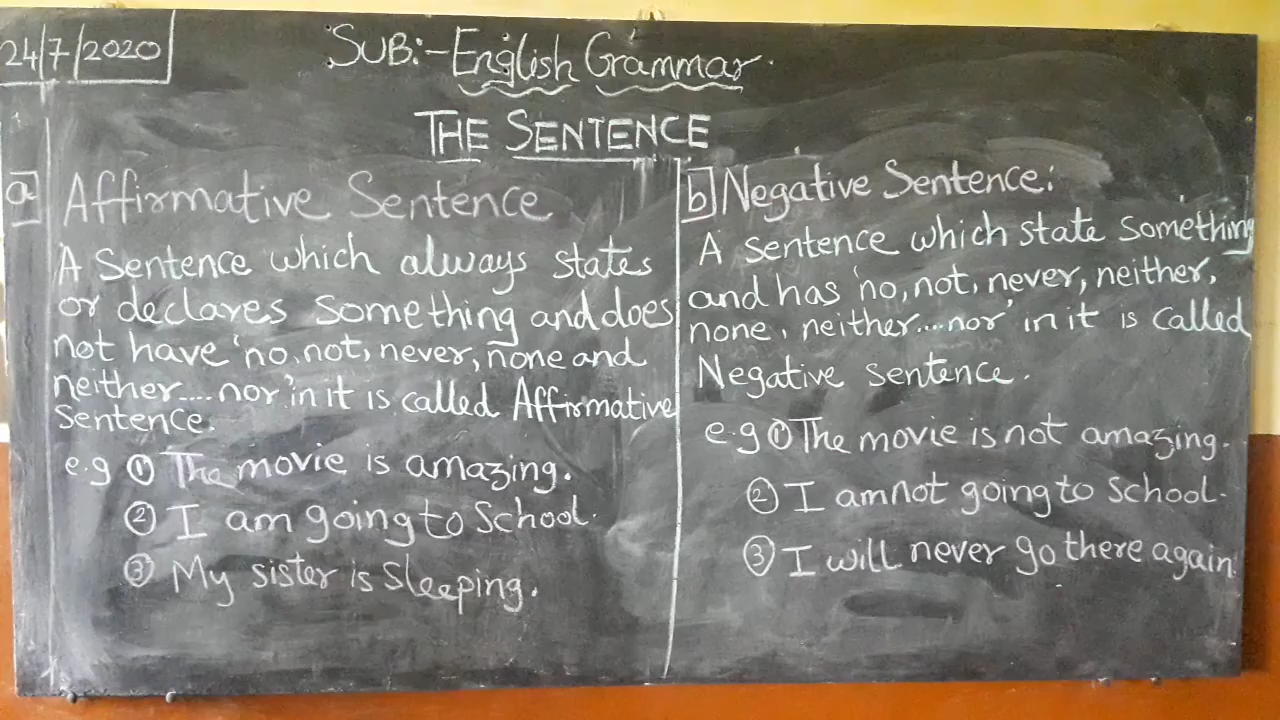 24/7/2020
SUB:- English Grammar.
THE SENTENCE
a Affirmative Sentence
A Sentence which always states
or declares something and does
not have 'no, not, never, none and
neither.... nor' in it is called Affirmative
Sentence.
e.g ① The movie is amazing.
② I am going to School.
③ My sister is sleeping.
b Negative Sentence:
A sentence which state something
and has 'no, not, never, neither,
none, neither....nor' in it is called
Negative sentence.
e.g ① The movie is not amazing.
② I am not going to School.
③ I will never go there again.